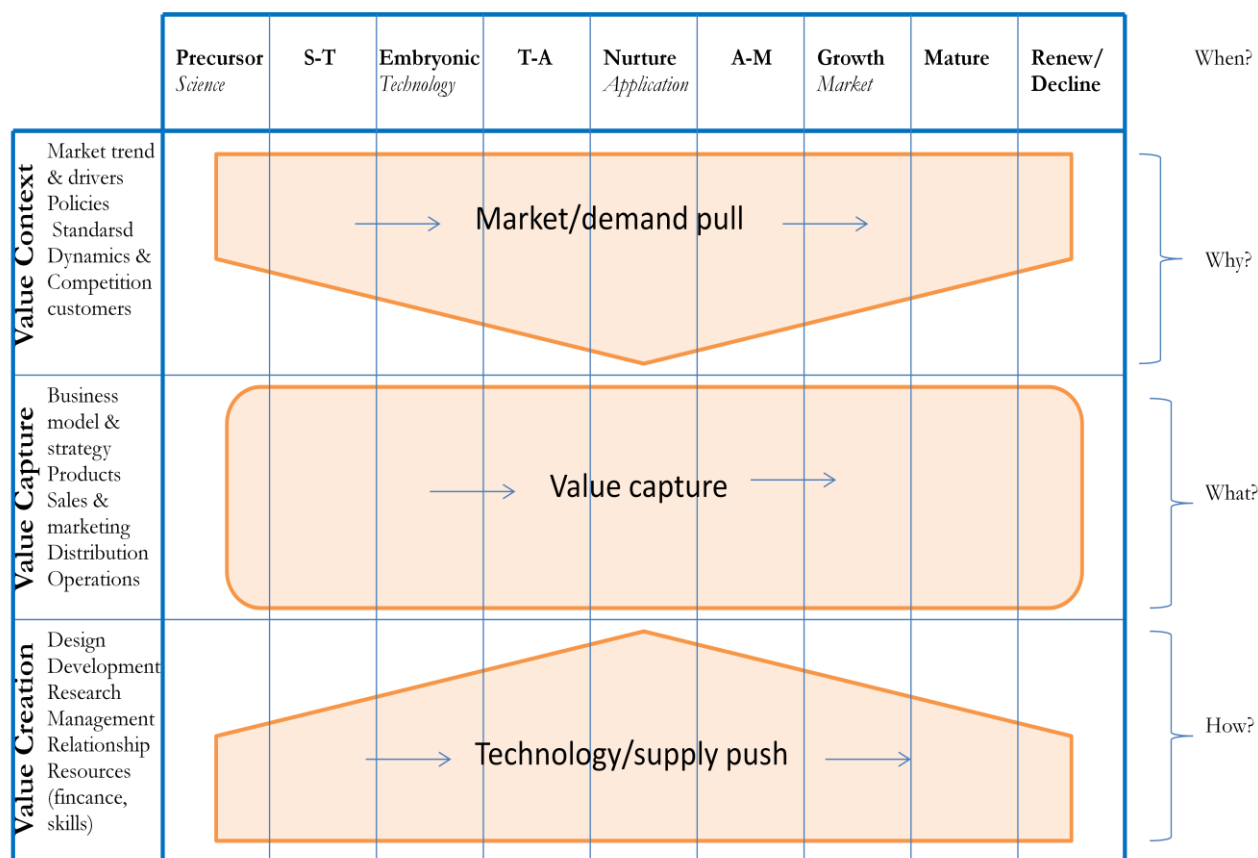 Precursor S-T Embryonic T-A Nurture A-M Growth Mature Renew/ When?
Science Technology Application Market Decline
Value Context
Market trend
& drivers
Policies
Standarsd
Dynamics &
Competition
customers
Market/demand pull
Why?
Value Capture
Business
model &
strategy
Products
Sales &
marketing
Distribution
Operations
Value capture
What?
Value Creation
Design
Development
Research
Management
Relationship
Resources
(fincance,
skills)
Technology/supply push
How?